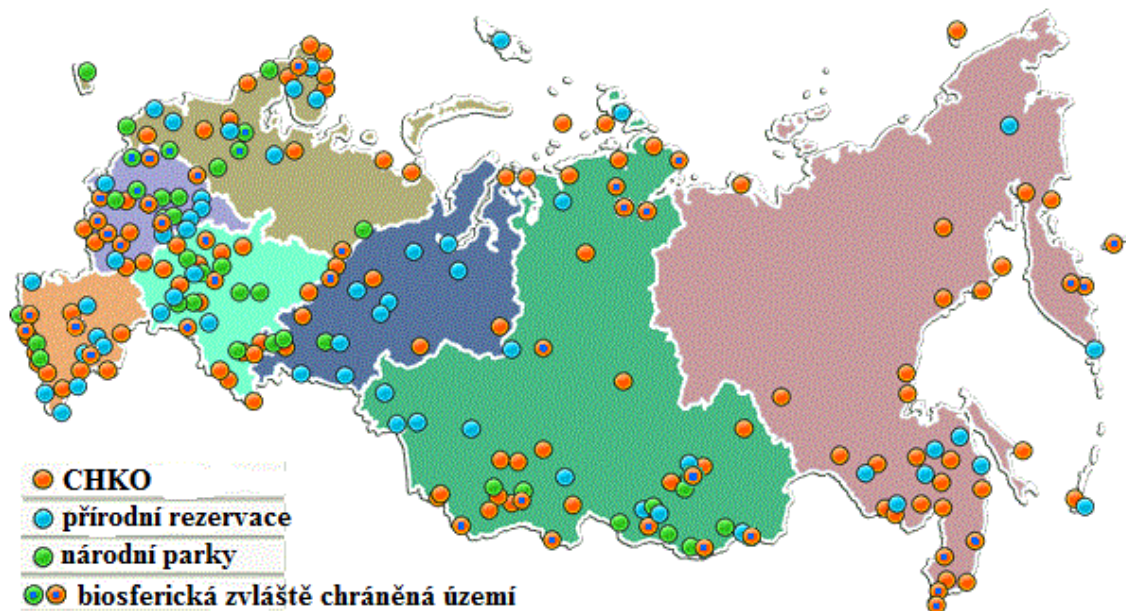 CHKO
přírodní rezervace
národní parky
biosferická zvláště chráněná území